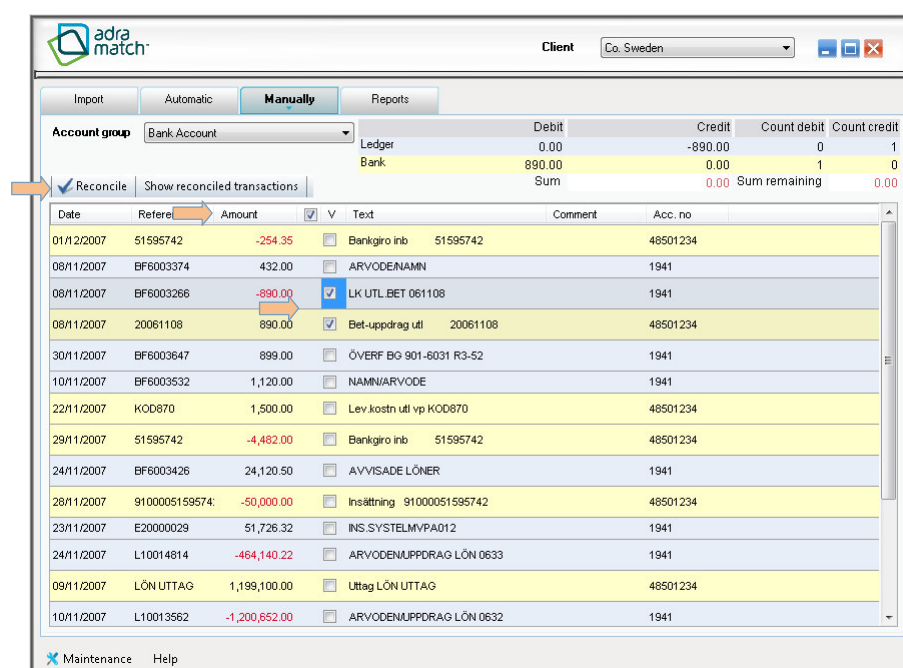 adra
match
Client Co. Sweden
Import Automatic Manually Reports
Account group Bank Account
Debit Credit Count debit Count credit
Ledger 0.00 -890.00 0 1
Bank 890.00 0.00 1 0
Sum 0.00 Sum remaining 0.00
Reconcile Show reconciled transactions
Date Amount V Text Comment Acc. no
01/12/2007 51595742 -254.35 Bankgiro inb 51595742 48501234
08/11/2007 BF6003374 432.00 ARVODE/NAMN 1941
08/11/2007 BF6003266 -890.00 LK UTL.BET 061108 1941
08/11/2007 20061108 890.00 Bet-uppdrag utl 20061108 48501234
30/11/2007 BF6003647 899.00 ÖVERF BG 901-6031 R3-52 1941
10/11/2007 BF6003532 1,120.00 NAMN/ARVODE 1941
22/11/2007 KOD870 1,500.00 Lev.kostn utl vp KOD870 48501234
29/11/2007 51595742 -4,482.00 Bankgiro inb 51595742 48501234
24/11/2007 BF6003426 24,120.50 AVVISADE LÖNER 1941
28/11/2007 9100005159574 -50,000.00 Insättning 91000051595742 48501234
23/11/2007 E20000029 51,726.32 INS.SYSTELMVPA012 1941
24/11/2007 L10014814 -464,140.22 ARVODEN/UPPDRAG LÖN 0633 1941
09/11/2007 LÖN UTTAG 1,199,100.00 Uttag LÖN UTTAG 48501234
10/11/2007 L10013562 -1,200,652.00 ARVODEN/UPPDRAG LÖN 0632 1941
Maintenance Help